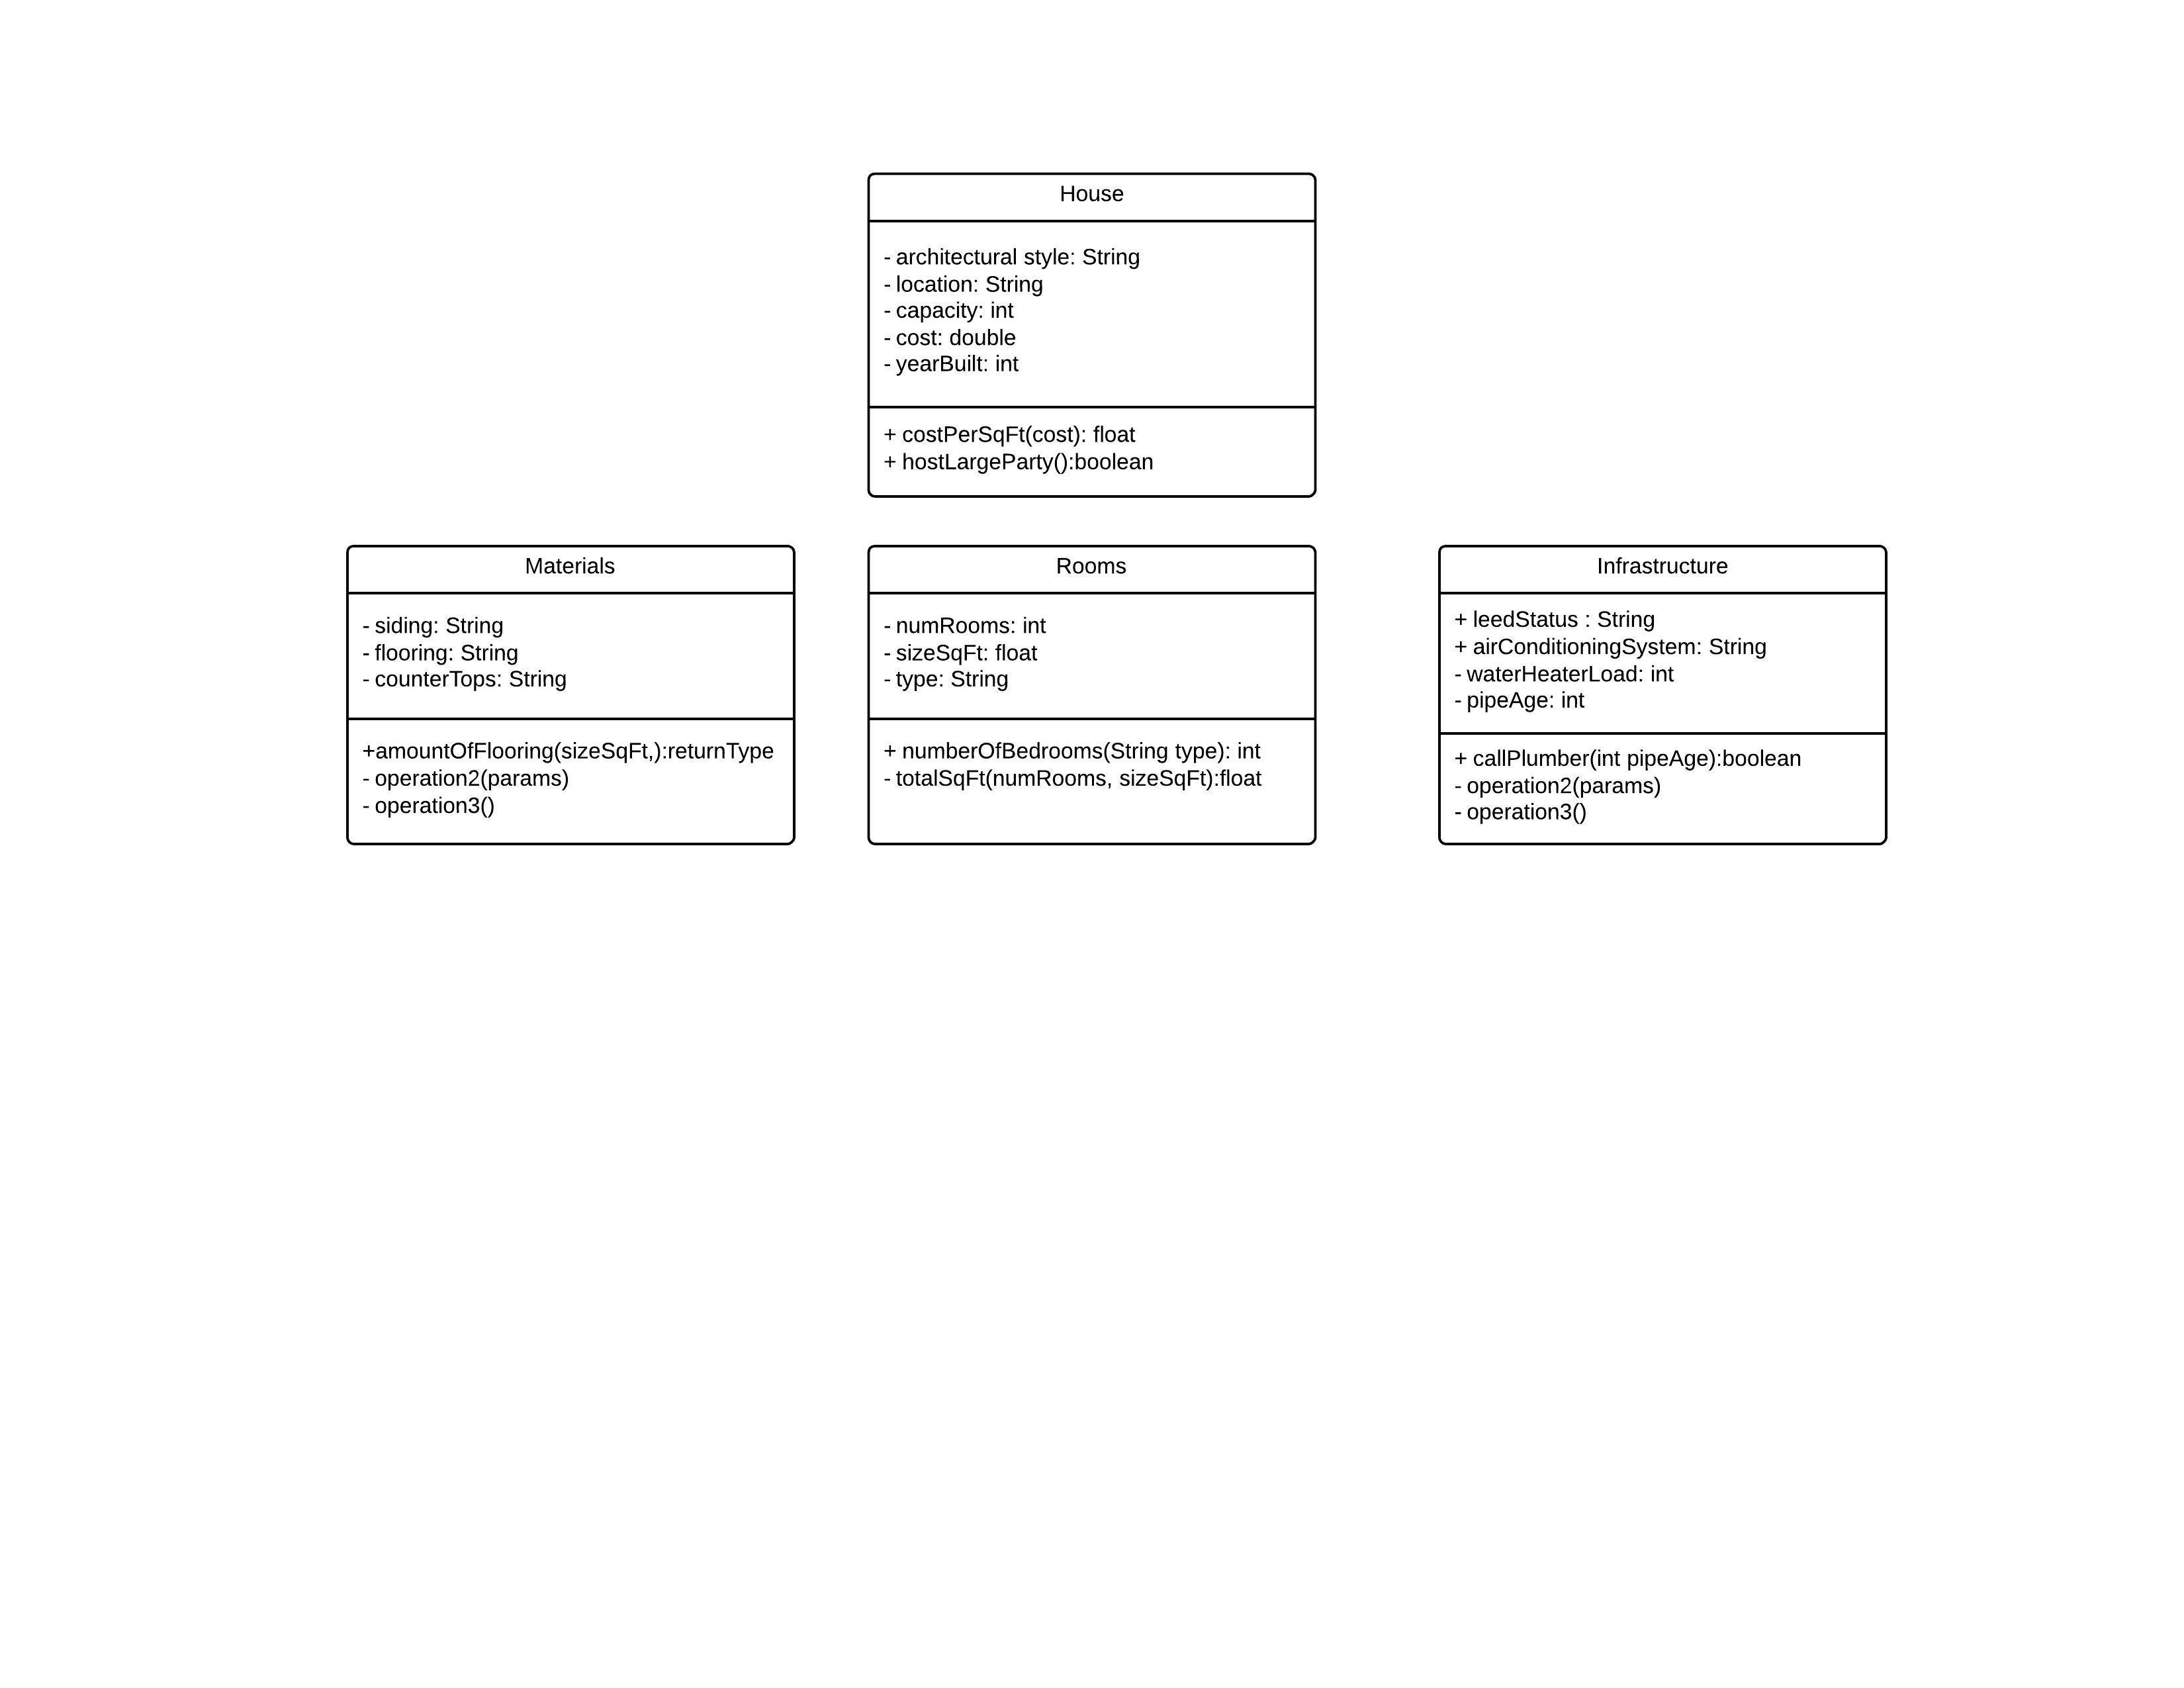 House
- architectural style: String
- location: String
- capacity: int
- cost: double
- yearBuilt: int
+ costPerSqFt(cost): float
+ hostLargeParty():boolean
Materials
- siding: String
- flooring: String
- counterTops: String
+amountOfFlooring(sizeSqFt,):returnType
- operation2(params)
- operation3()
Rooms
- numRooms: int
- sizeSqFt: float
- type: String
+ numberOfBedrooms(String type): int
- totalSqFt(numRooms, sizeSqFt):float
Infrastructure
+ leedStatus : String
+ airConditioningSystem: String
- waterHeaterLoad: int
- pipeAge: int
+ callPlumber(int pipeAge):boolean
- operation2(params)
- operation3()